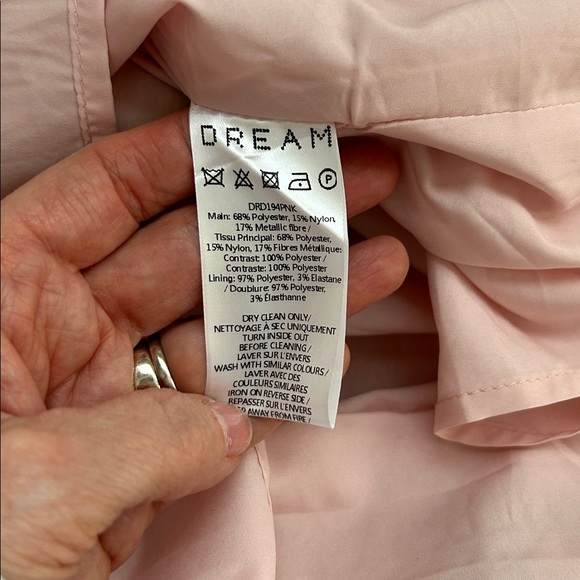 DREAM
P
DRD194PNK
Main: 68% Polyester, 15% Nylon,
17% Metallic fibre /
Tissu Principal: 68% Polyester,
15% Nylon, 17% Fibres Métallique:
Contrast: 100% Polyester /
Contraste: 100% Polyester
Lining: 97% Polyester, 3% Elastane
/ Doublure: 97% Polyester,
3% Elasthanne
DRY CLEAN ONLY /
NETTOYAGE À SEC UNIQUEMENT
TURN INSIDE OUT
BEFORE CLEANING /
LAVER SUR L'ENVERS
WASH WITH SIMILAR COLOURS /
LAVER AVEC DES
COULEURS SIMILAIRES
IRON ON REVERSE SIDE /
REPASSER SUR L'ENVERS
AWAY FROM FIRE /